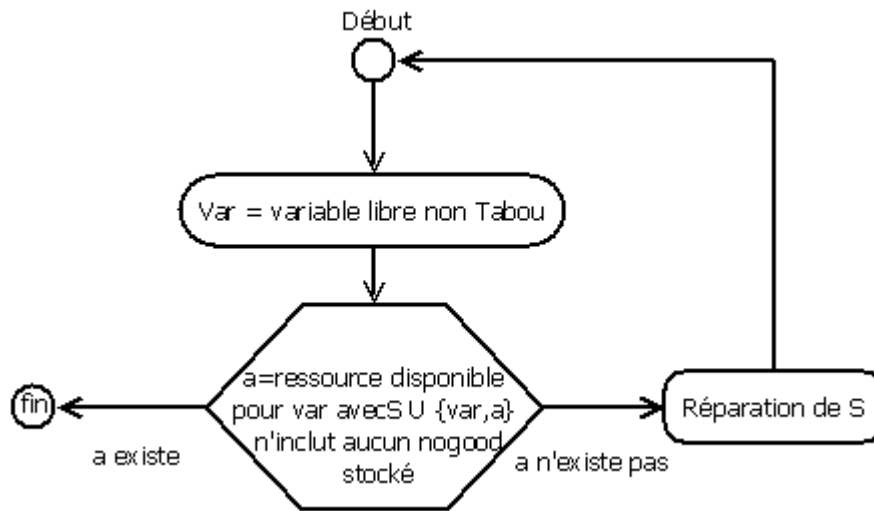 Début
Var = variable libre non Tabou
a=ressource disponible
pour var avecS U {var,a}
n'inclut aucun nogood
stocké
fin
a existe
a n'existe pas
Réparation de S